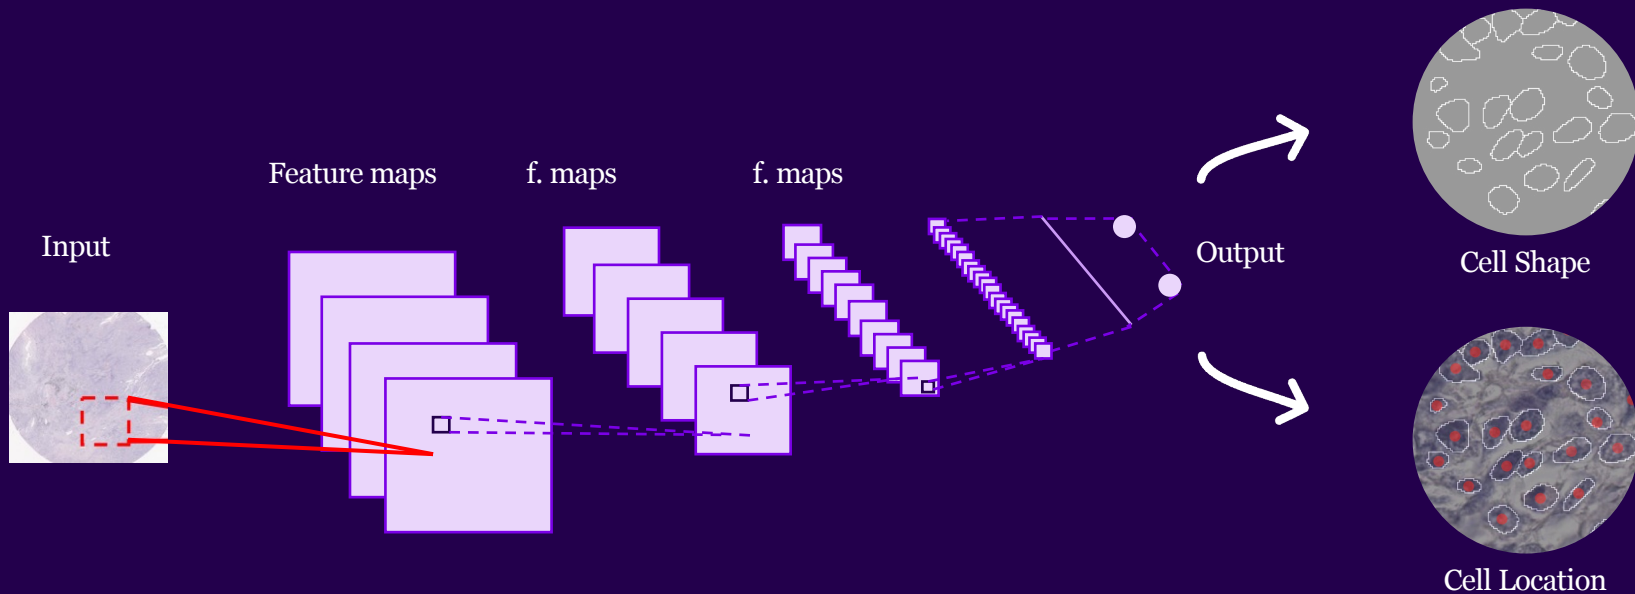 Input
Feature maps
f. maps
f. maps
Output
Cell Shape
Cell Location